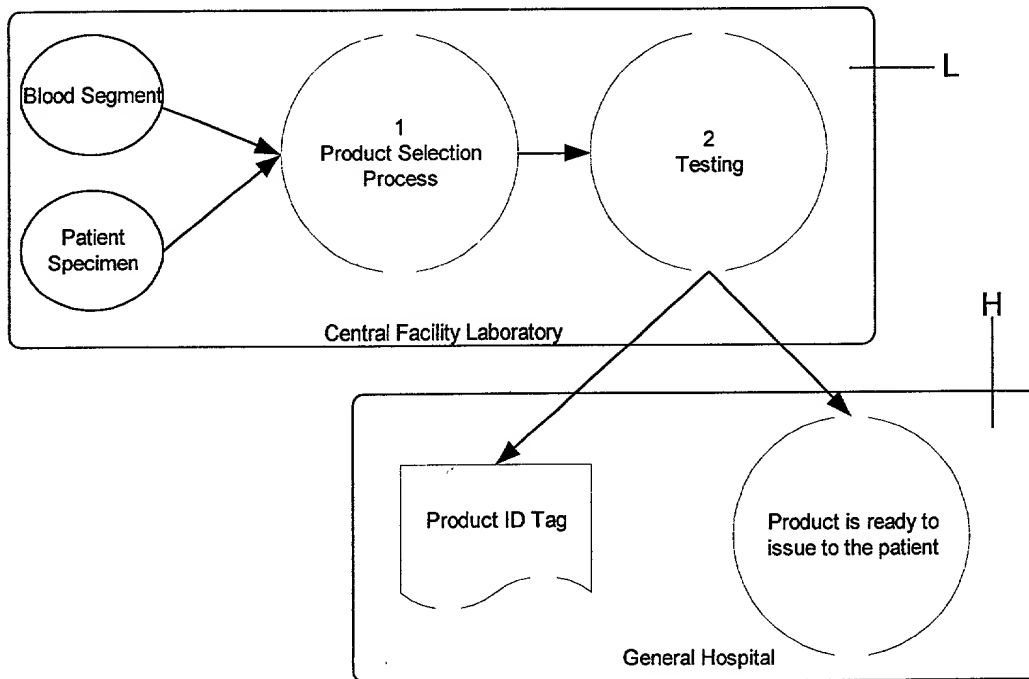 Blood Segment
1
Product Selection
Process
2
Testing
L
Patient
Specimen
Central Facility Laboratory
H
Product ID Tag
Product is ready to
issue to the patient
General Hospital